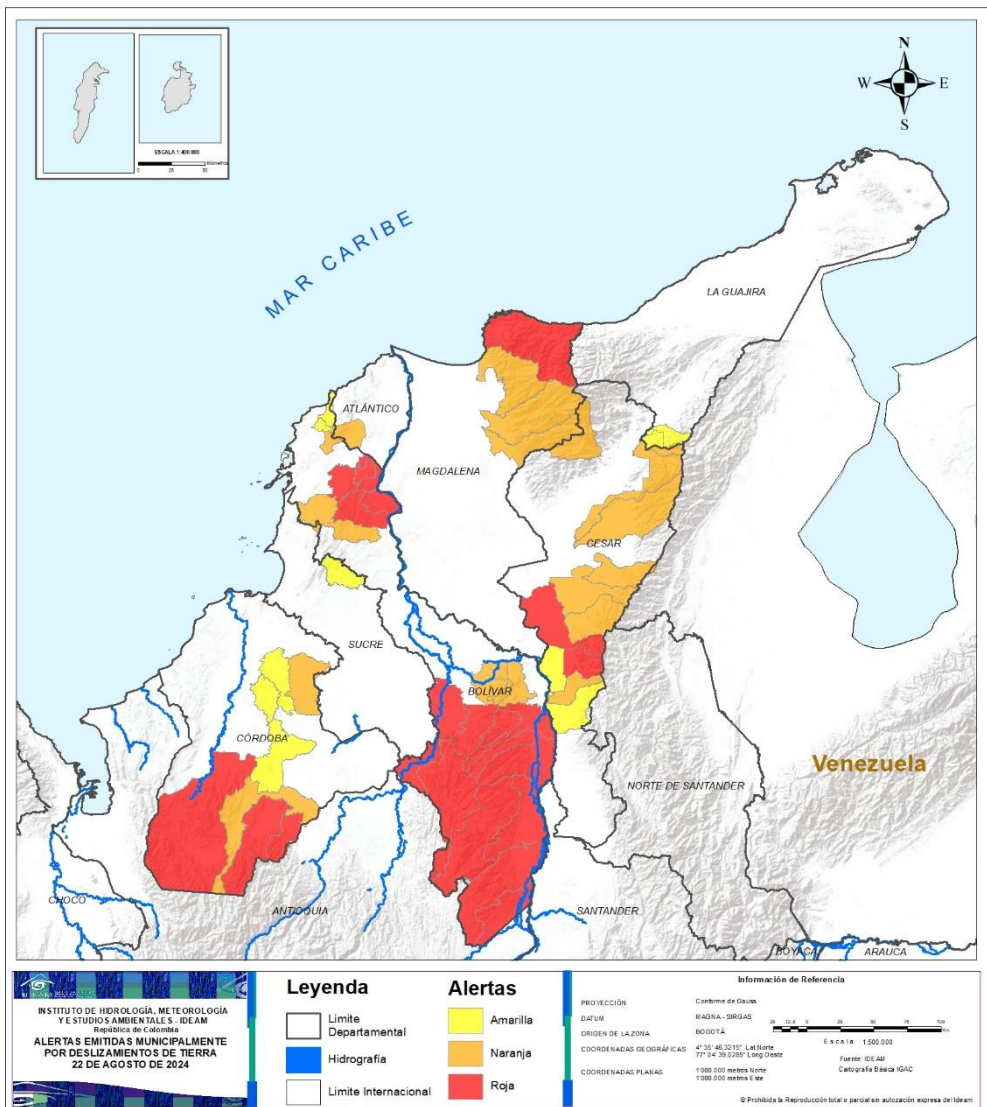 ESCALA 1:400.000
N
W E
S
MAR CARIBE
LA GUAJIRA
ATLÁNTICO
MAGDALENA
CESAR
SUCRE
BOLÍVAR
CÓRDOBA
Venezuela
NORTE DE SANTANDER
CHOCÓ
ANTIOQUIA
SANTANDER
BOYACÁ
ARAUCA
INSTITUTO DE HIDROLOGÍA, METEOROLOGÍA
Y ESTUDIOS AMBIENTALES - IDEAM
República de Colombia
ALERTAS EMITIDAS MUNICIPALMENTE
POR DESLIZAMIENTOS DE TIERRA
22 DE AGOSTO DE 2024
Leyenda
Limite
Departamental
Hidrografía
Limite Internacional
Alertas
Amarilla
Naranja
Roja
Información de Referencia
PROYECCIÓN Conforme de Gauss
DATUM MAGNA - SIRGAS
ORIGEN DE LA ZONA BOGOTÁ
COORDENADAS GEOGRÁFICAS 4° 35' 46,3215" Lat.Norte
77° 04' 39,0285" Long.Oeste
COORDENADAS PLANAS 1'000.000 metros Norte
1'000.000 metros Este
Escala 1:500.000
Fuente: IDEAM
Cartografía Básica IGAC
© Prohibida la Reproducción total o parcial sin autozación expresa del Ideam